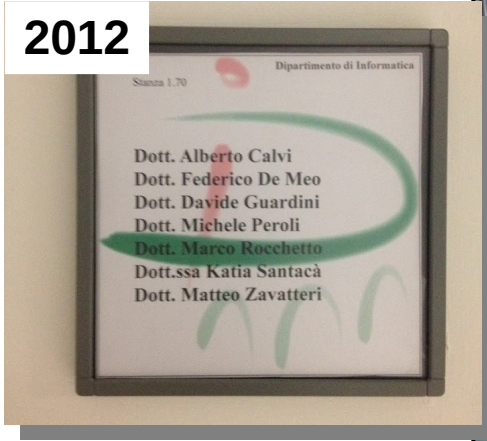 2012
Dipartimento di Informatica
Stanza 1.70
Dott. Alberto Calvi
Dott. Federico De Meo
Dott. Davide Guardini
Dott. Michele Peroli
Dott. Marco Rocchetto
Dott.ssa Katia Santacà
Dott. Matteo Zavatteri